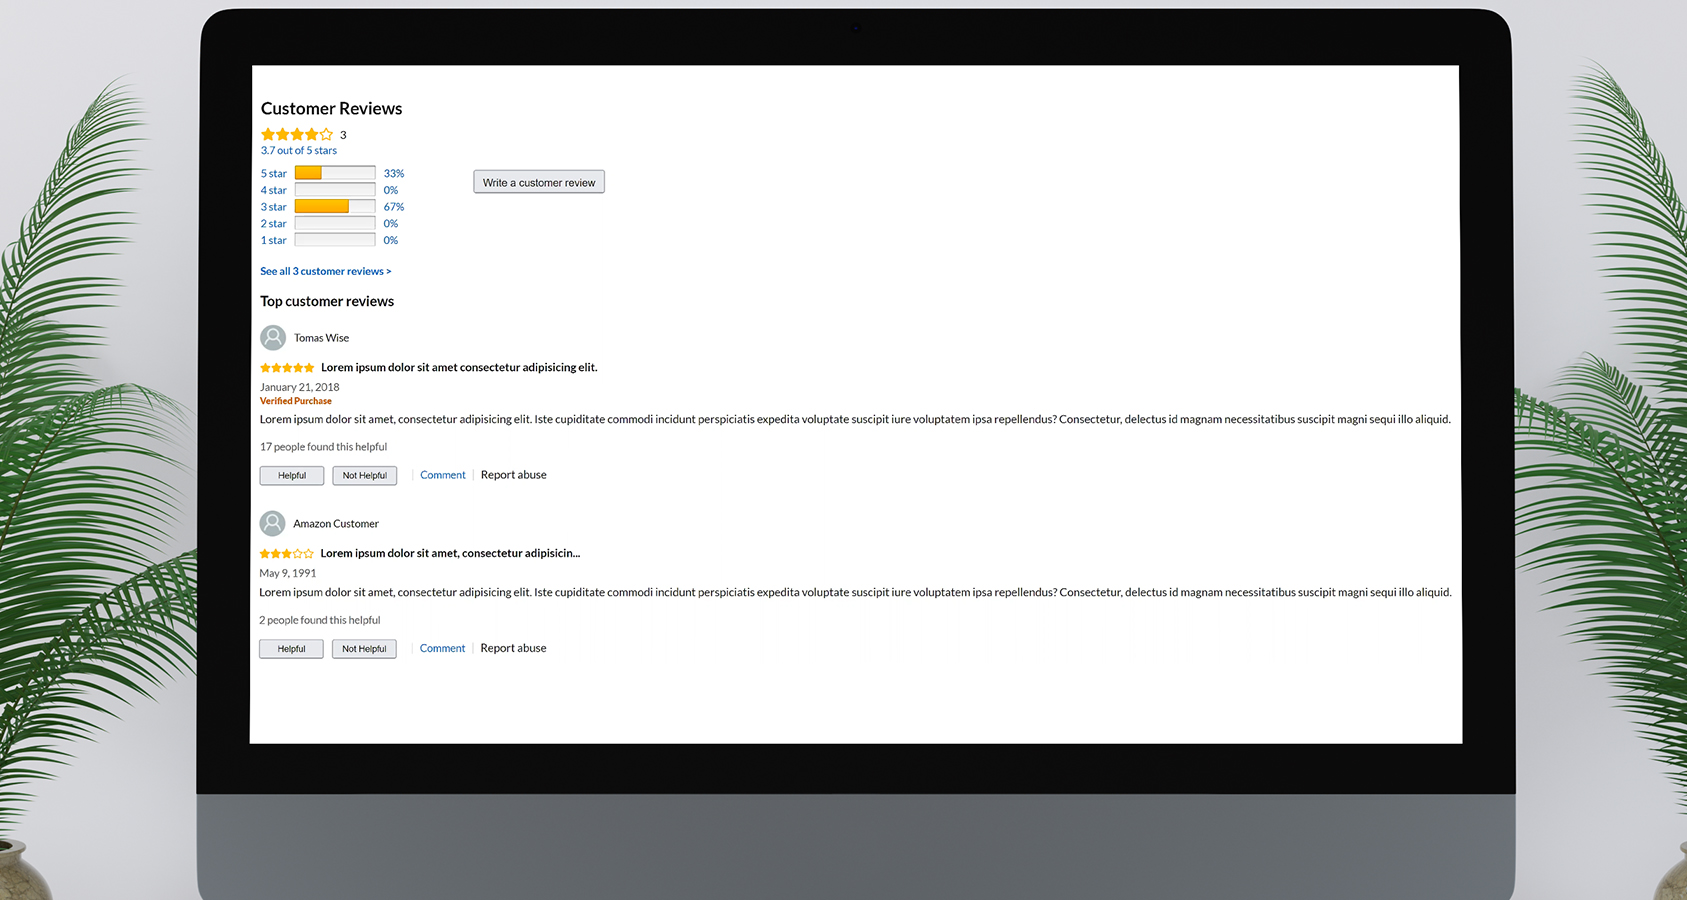 Customer Reviews
3
3.7 out of 5 stars
5 star 33%
4 star 0%
Write a customer review
3 star 67%
2 star 0%
1 star 0%
See all 3 customer reviews >
Top customer reviews
Tomas Wise
Lorem ipsum dolor sit amet consectetur adipisicing elit.
January 21, 2018
Verified Purchase
Lorem ipsum dolor sit amet, consectetur adipisicing elit. Iste cupiditate commodi incidunt perspiciatis expedita voluptate suscipit iure voluptatem ipsa repellendus? Consectetur, delectus id magnam necessitatibus suscipit magni sequi illo aliquid.
17 people found this helpful
Helpful Not Helpful Comment Report abuse
Amazon Customer
Lorem ipsum dolor sit amet, consectetur adipisicin...
May 9, 1991
Lorem ipsum dolor sit amet, consectetur adipisicing elit. Iste cupiditate commodi incidunt perspiciatis expedita voluptate suscipit iure voluptatem ipsa repellendus? Consectetur, delectus id magnam necessitatibus suscipit magni sequi illo aliquid.
2 people found this helpful
Helpful Not Helpful Comment Report abuse